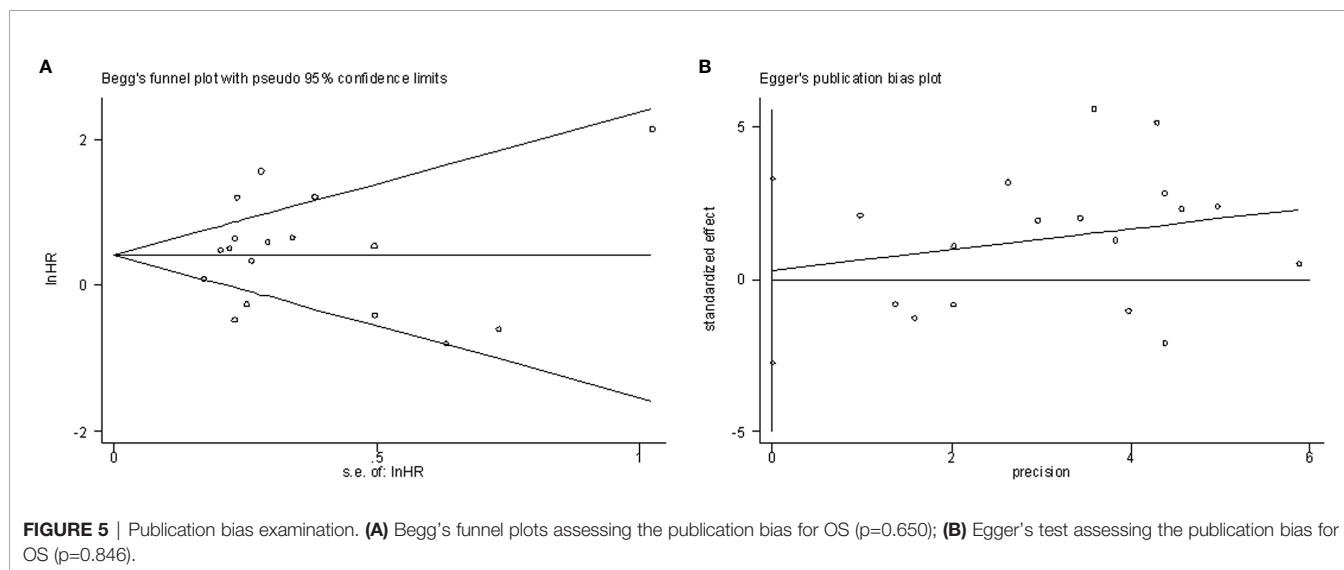 A
Begg's funnel plot with pseudo 95% confidence limits
lnHR
2
0
-2
0
.5
1
s.e. of: lnHR
B
Egger's publication bias plot
standardized effect
5
0
-5
0
2
4
6
precision
FIGURE 5 | Publication bias examination. (A) Begg's funnel plots assessing the publication bias for OS (p=0.650); (B) Egger's test assessing the publication bias for
OS (p=0.846).